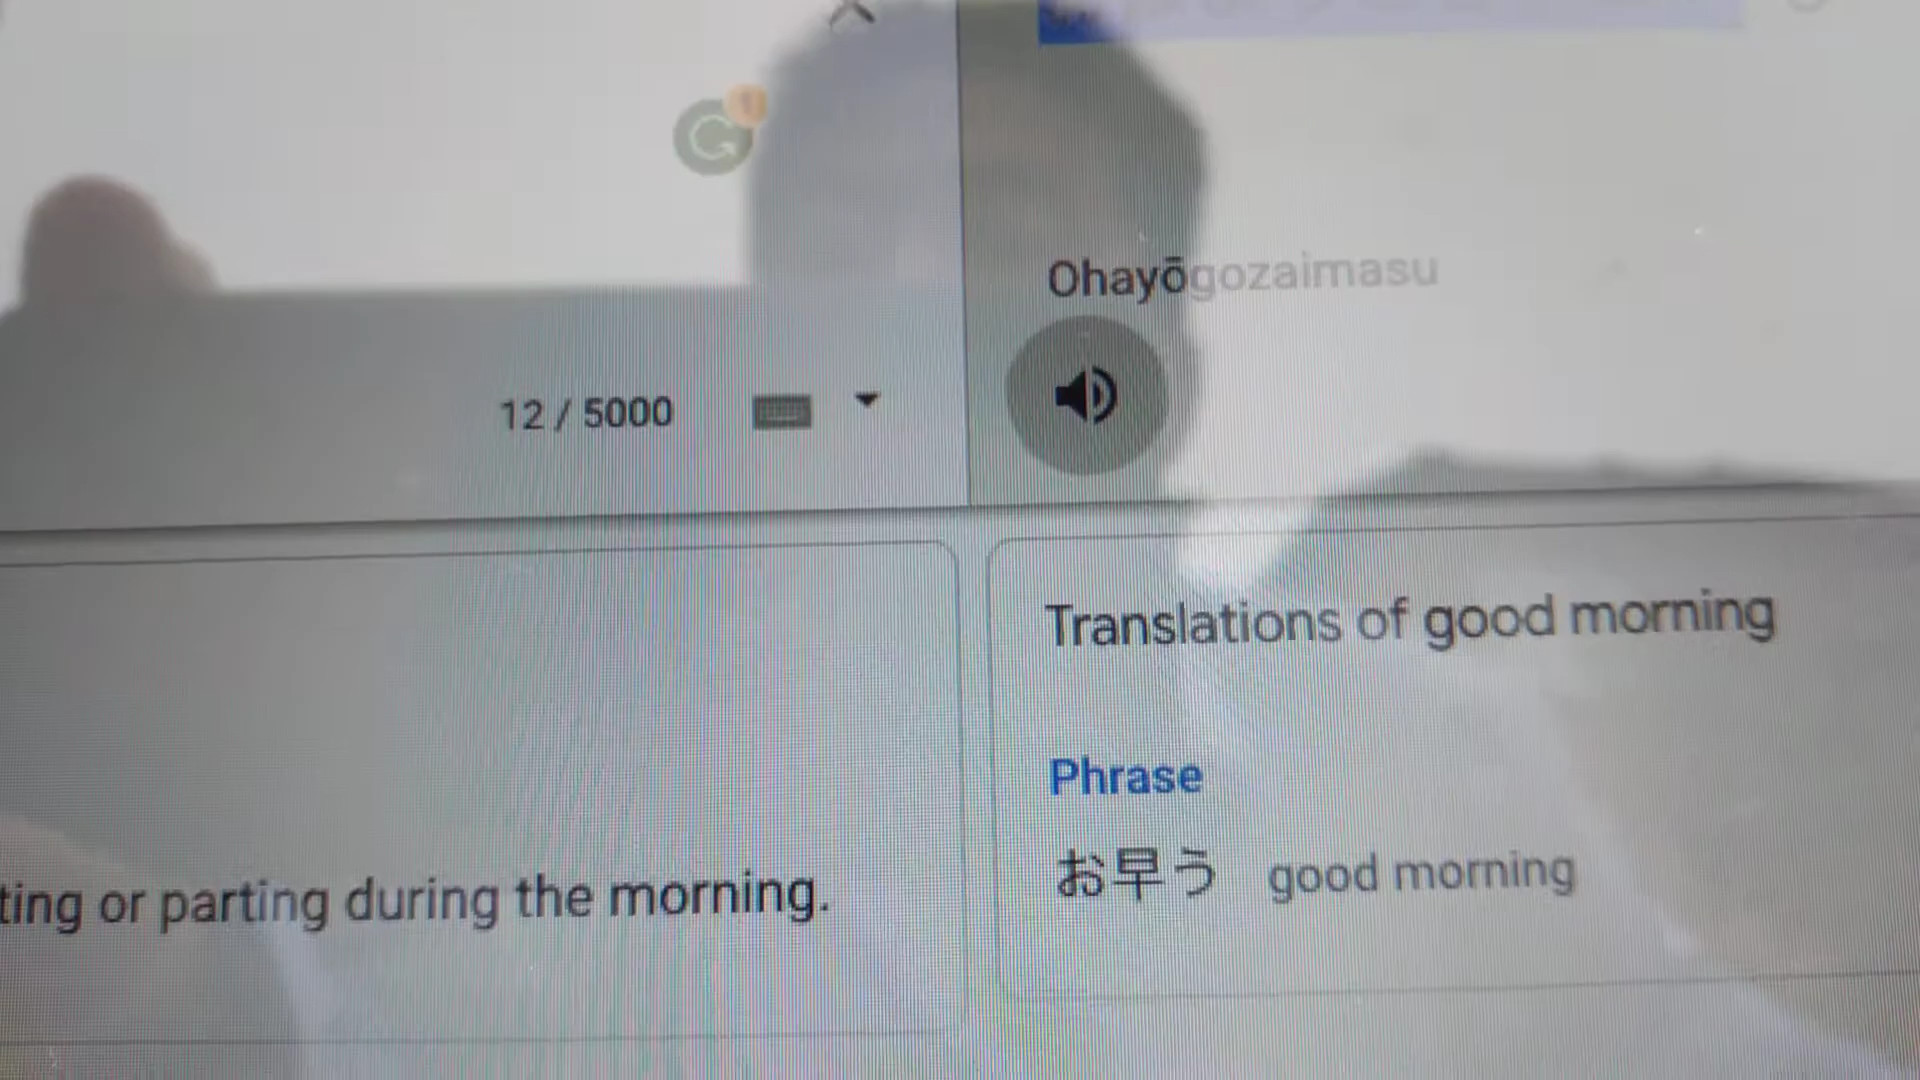 Ohayōgozaimasu
12 / 5000
Translations of good morning
Phrase
お早う good morning
ting or parting during the morning.